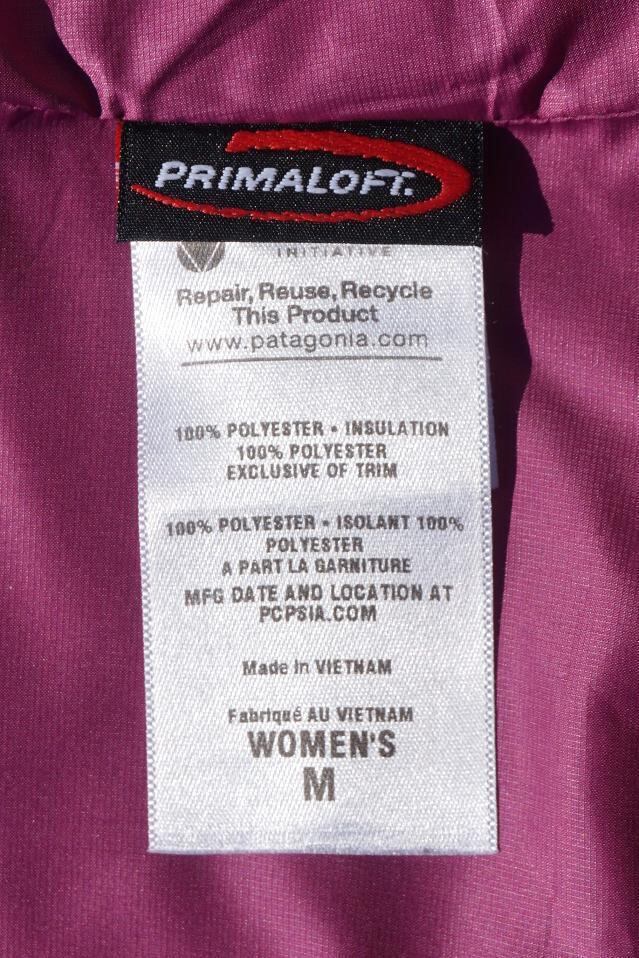 PRIMALOFT.
INITIATIVE
Repair, Reuse, Recycle
This Product
www.patagonia.com
100% POLYESTER • INSULATION
100% POLYESTER
EXCLUSIVE OF TRIM
100% POLYESTER • ISOLANT 100%
POLYESTER
A PART LA GARNITURE
MFG DATE AND LOCATION AT
PCPSIA.COM
Made in VIETNAM
Fabriqué AU VIETNAM
WOMEN'S
M